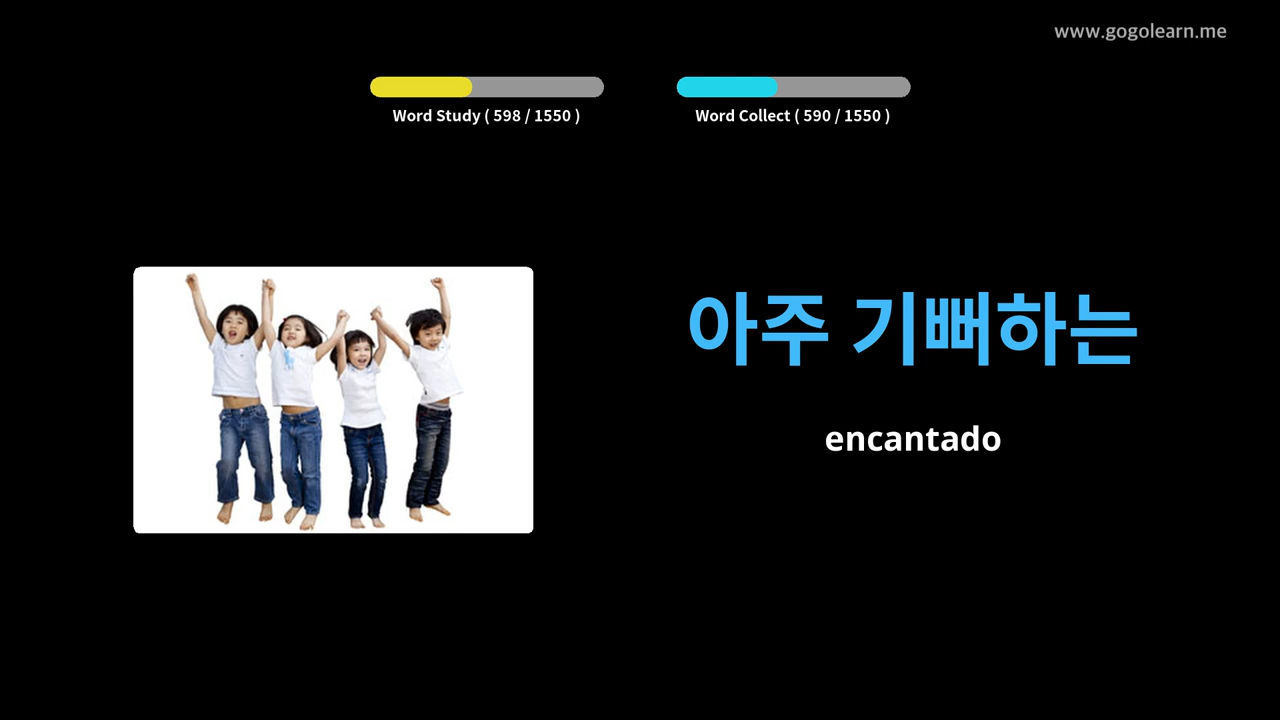 www.gogolearn.me
Word Study ( 598 / 1550 )
Word Collect ( 590 / 1550 )
아주 기뻐하는
encantado